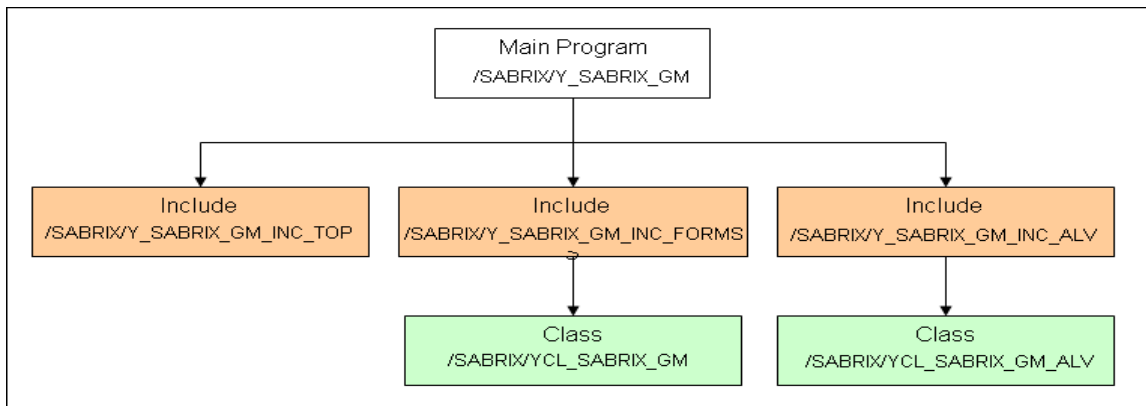 Main Program
/SABRIX/Y_SABRIX_GM
Include
/SABRIX/Y_SABRIX_GM_INC_TOP
Include
/SABRIX/Y_SABRIX_GM_INC_FORMS
Include
/SABRIX/Y_SABRIX_GM_INC_ALV
Class
/SABRIX/YCL_SABRIX_GM
Class
/SABRIX/YCL_SABRIX_GM_ALV